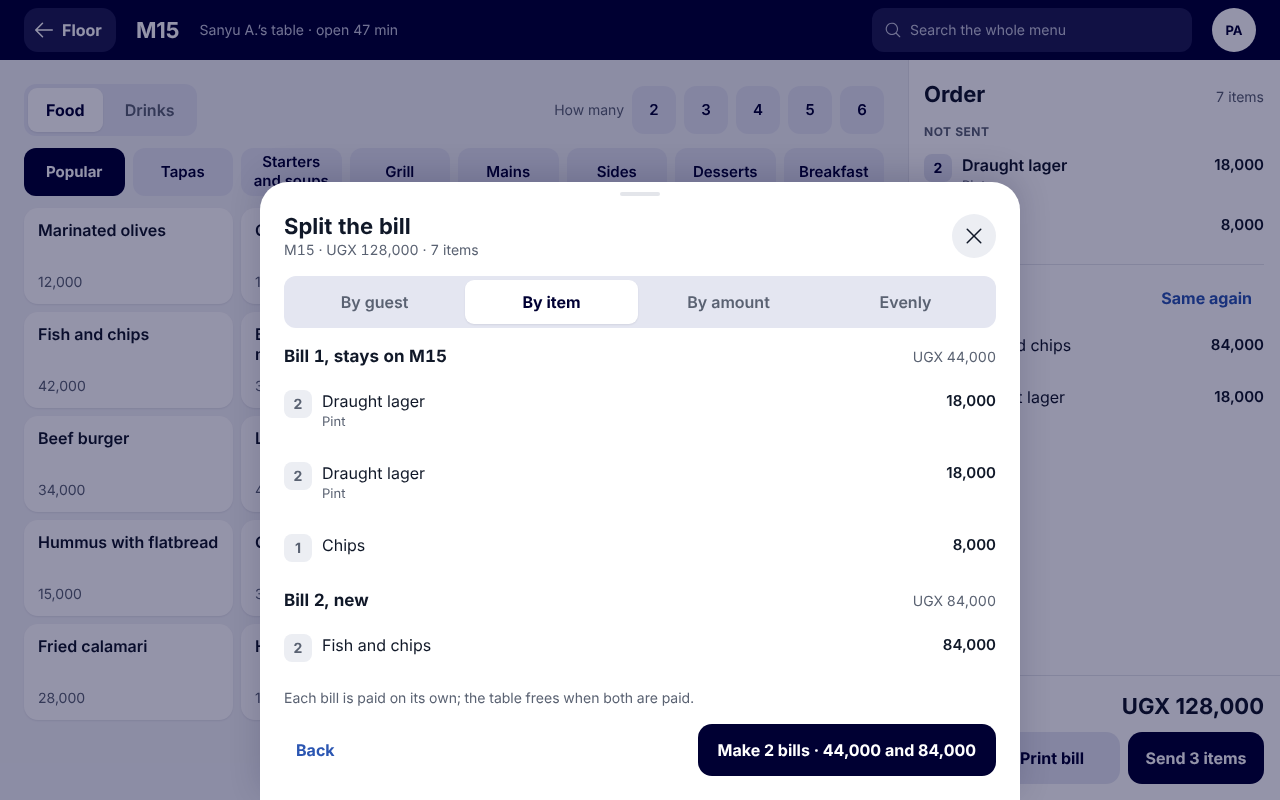 Floor
M15
Sanyu A.'s table · open 47 min
Search the whole menu
PA
Food
Drinks
How many
2
3
4
5
6
Popular
Tapas
Starters
and soups
Grill
Mains
Sides
Desserts
Breakfast
Marinated olives
12,000
Fish and chips
42,000
Beef burger
34,000
Hummus with flatbread
15,000
Fried calamari
28,000
Order
7 items
NOT SENT
2
Draught lager
18,000
8,000
Same again
chips
84,000
lager
18,000
UGX 128,000
Print bill
Send 3 items
Split the bill
M15 · UGX 128,000 · 7 items
By guest
By item
By amount
Evenly
Bill 1, stays on M15
UGX 44,000
2
Draught lager
18,000
Pint
2
Draught lager
18,000
Pint
1
Chips
8,000
Bill 2, new
UGX 84,000
2
Fish and chips
84,000
Each bill is paid on its own; the table frees when both are paid.
Back
Make 2 bills · 44,000 and 84,000